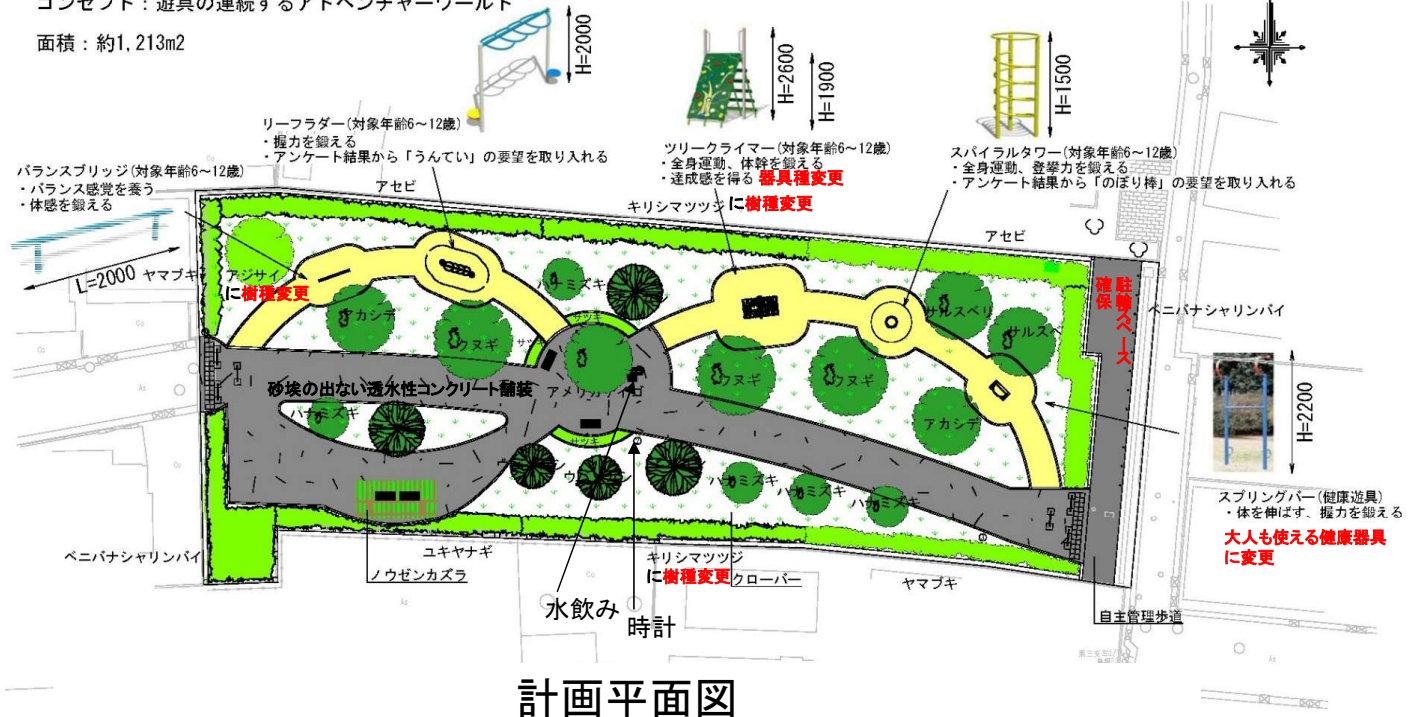 コンセプト：遊具の連続するアドベンチャーワールド
面積：約1,213m2
H=2000
H=2600
H=1900
H=1500
リーフラダー(対象年齢6～12歳)
・握力を鍛える
・アンケート結果から「うんてい」の要望を取り入れる
ツリークライマー(対象年齢6～12歳)
・全身運動、体幹を鍛える
・達成感を得る 器具種変更
スパイラルタワー(対象年齢6～12歳)
・全身運動、登攀力を鍛える
・アンケート結果から「のぼり棒」の要望を取り入れる
バランスブリッジ(対象年齢6～12歳)
・バランス感覚を養う
・体感を鍛える
L=2000
アセビ
キリシマツツジ
に樹種変更
アセビ
ヤマブキ
アジサイ
に樹種変更
ハナミズキ
サルスベリ
サルスベ
駐輪スペース
確保
ベニバナシャリンバイ
アカシデ
クヌギ
サツキ
クヌギ
クヌギ
アカシデ
砂埃の出ない透水性コンクリート舗装
アメリカデイゴ
ハナミズキ
サツキ
ハナミズキ
ハナミズキ
ハナミズキ
H=2200
スプリングバー(健康遊具)
・体を伸ばす、握力を鍛える
大人も使える健康器具
に変更
ベニバナシャリンバイ
ユキヤナギ
ノウゼンカズラ
キリシマツツジ
に樹種変更
クローバー
ヤマブキ
水飲み
時計
自主管理歩道
計画平面図